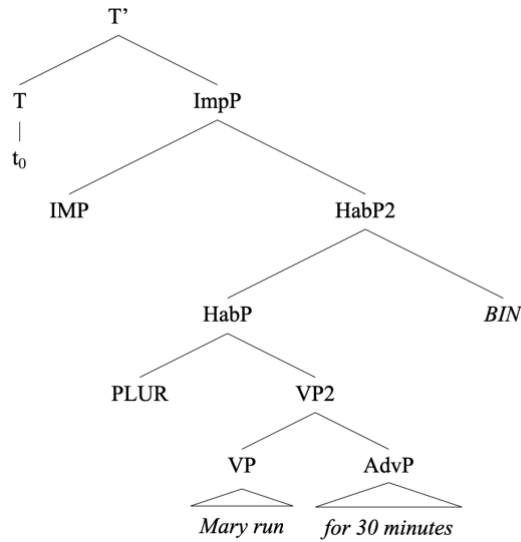 T’
T ImpP
t₀
IMP HabP2
HabP BIN
PLUR VP2
VP AdvP
Mary run for 30 minutes